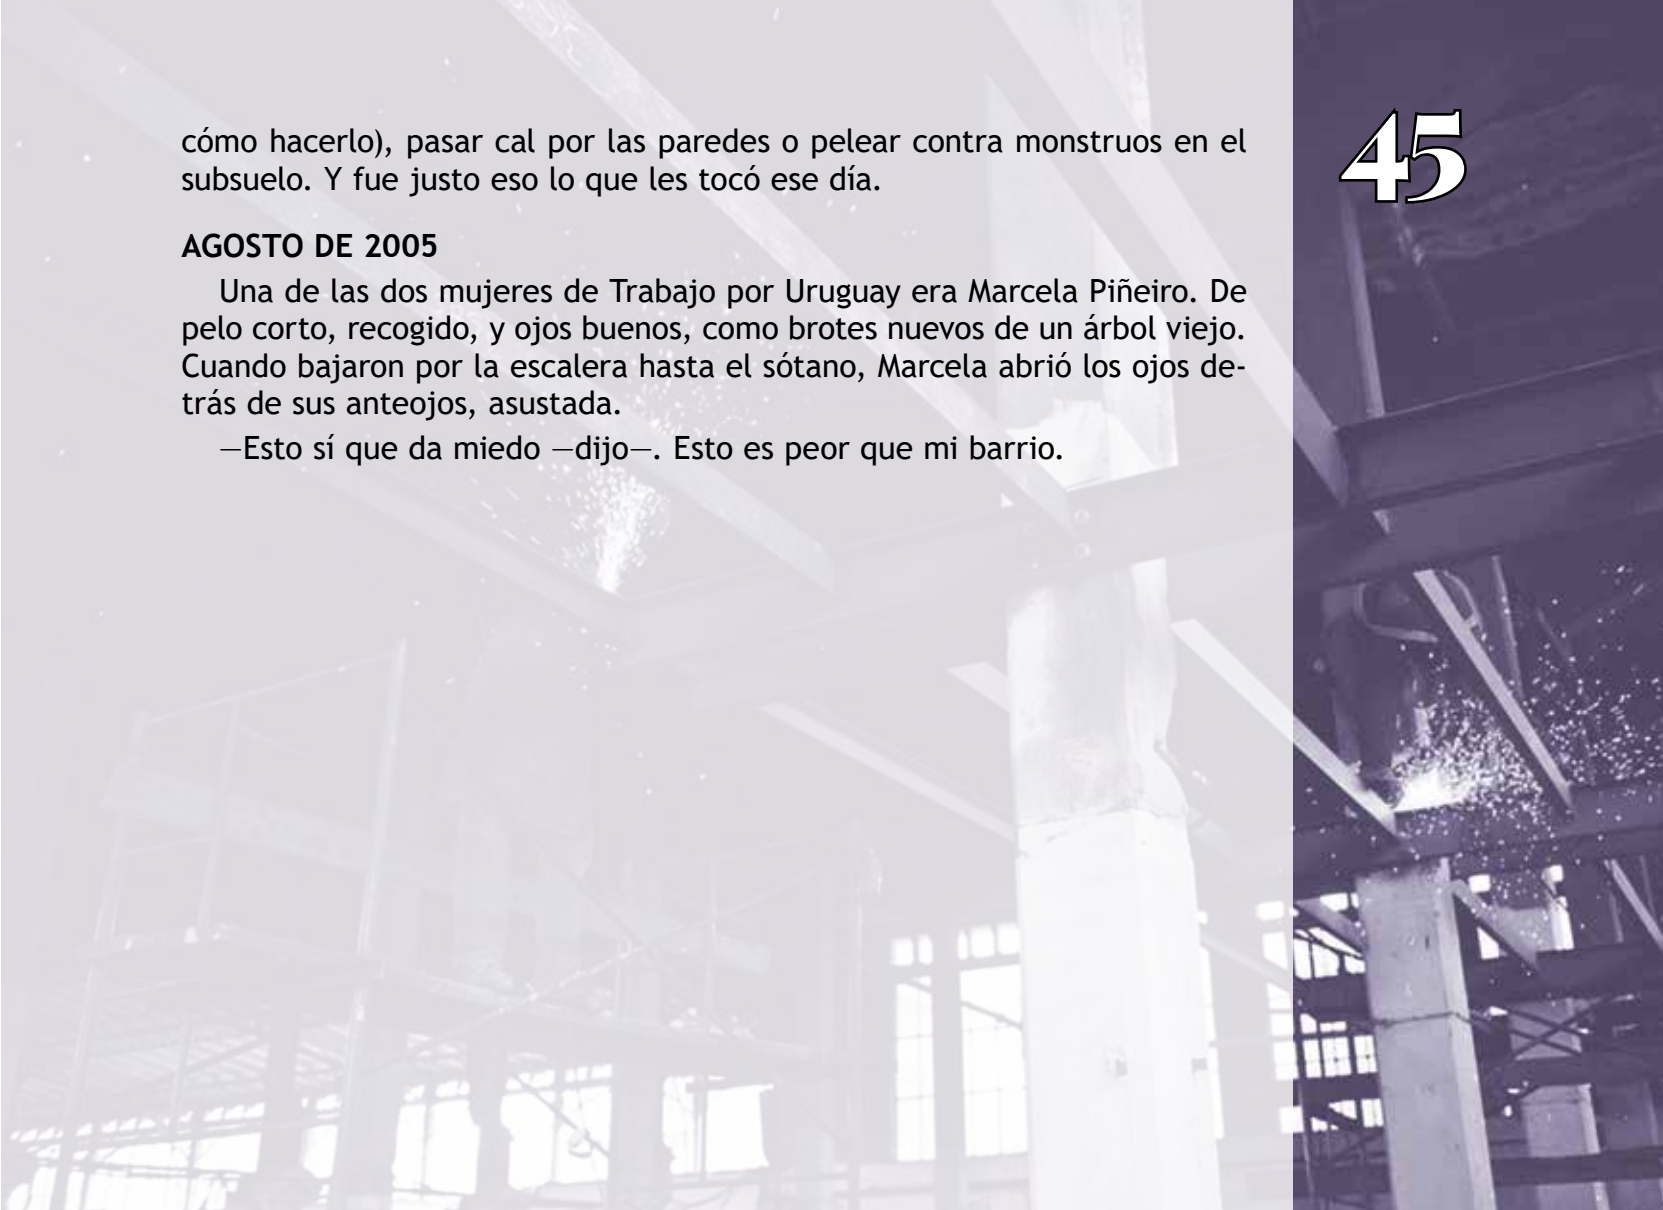 cómo hacerlo), pasar cal por las paredes o pelear contra monstruos en el
subsuelo. Y fue justo eso lo que les tocó ese día.
AGOSTO DE 2005
Una de las dos mujeres de Trabajo por Uruguay era Marcela Piñeiro. De
pelo corto, recogido, y ojos buenos, como brotes nuevos de un árbol viejo.
Cuando bajaron por la escalera hasta el sótano, Marcela abrió los ojos de-
trás de sus anteojos, asustada.
—Esto sí que da miedo —dijo—. Esto es peor que mi barrio.
45